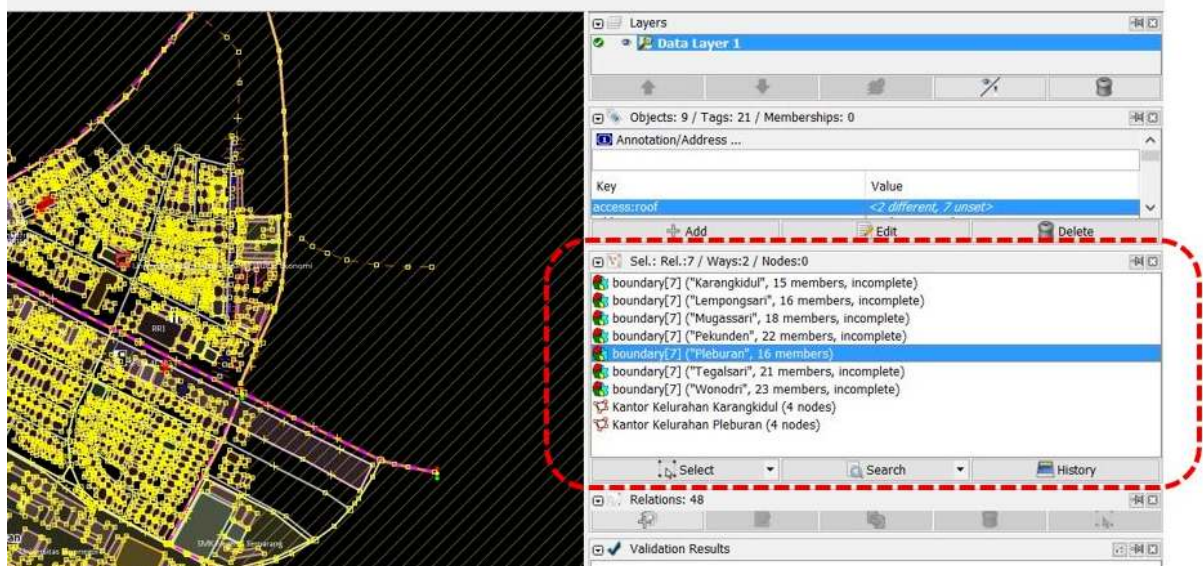 Layers
Data Layer 1
Objects: 9 / Tags: 21 / Memberships: 0
Annotation/Address ...
Key Value
access:roof <2 different, 7 unset>
Add Edit Delete
Sel.: Rel.:7 / Ways:2 / Nodes:0
boundary[7] ("Karangkidul", 15 members, incomplete)
boundary[7] ("Lempongsari", 16 members, incomplete)
boundary[7] ("Mugassari", 18 members, incomplete)
boundary[7] ("Pekunden", 22 members, incomplete)
boundary[7] ("Pleburan", 16 members)
boundary[7] ("Tegalsari", 21 members, incomplete)
boundary[7] ("Wonodri", 23 members, incomplete)
Kantor Kelurahan Karangkidul (4 nodes)
Kantor Kelurahan Pleburan (4 nodes)
Select Search History
Relations: 48
Validation Results
RRI